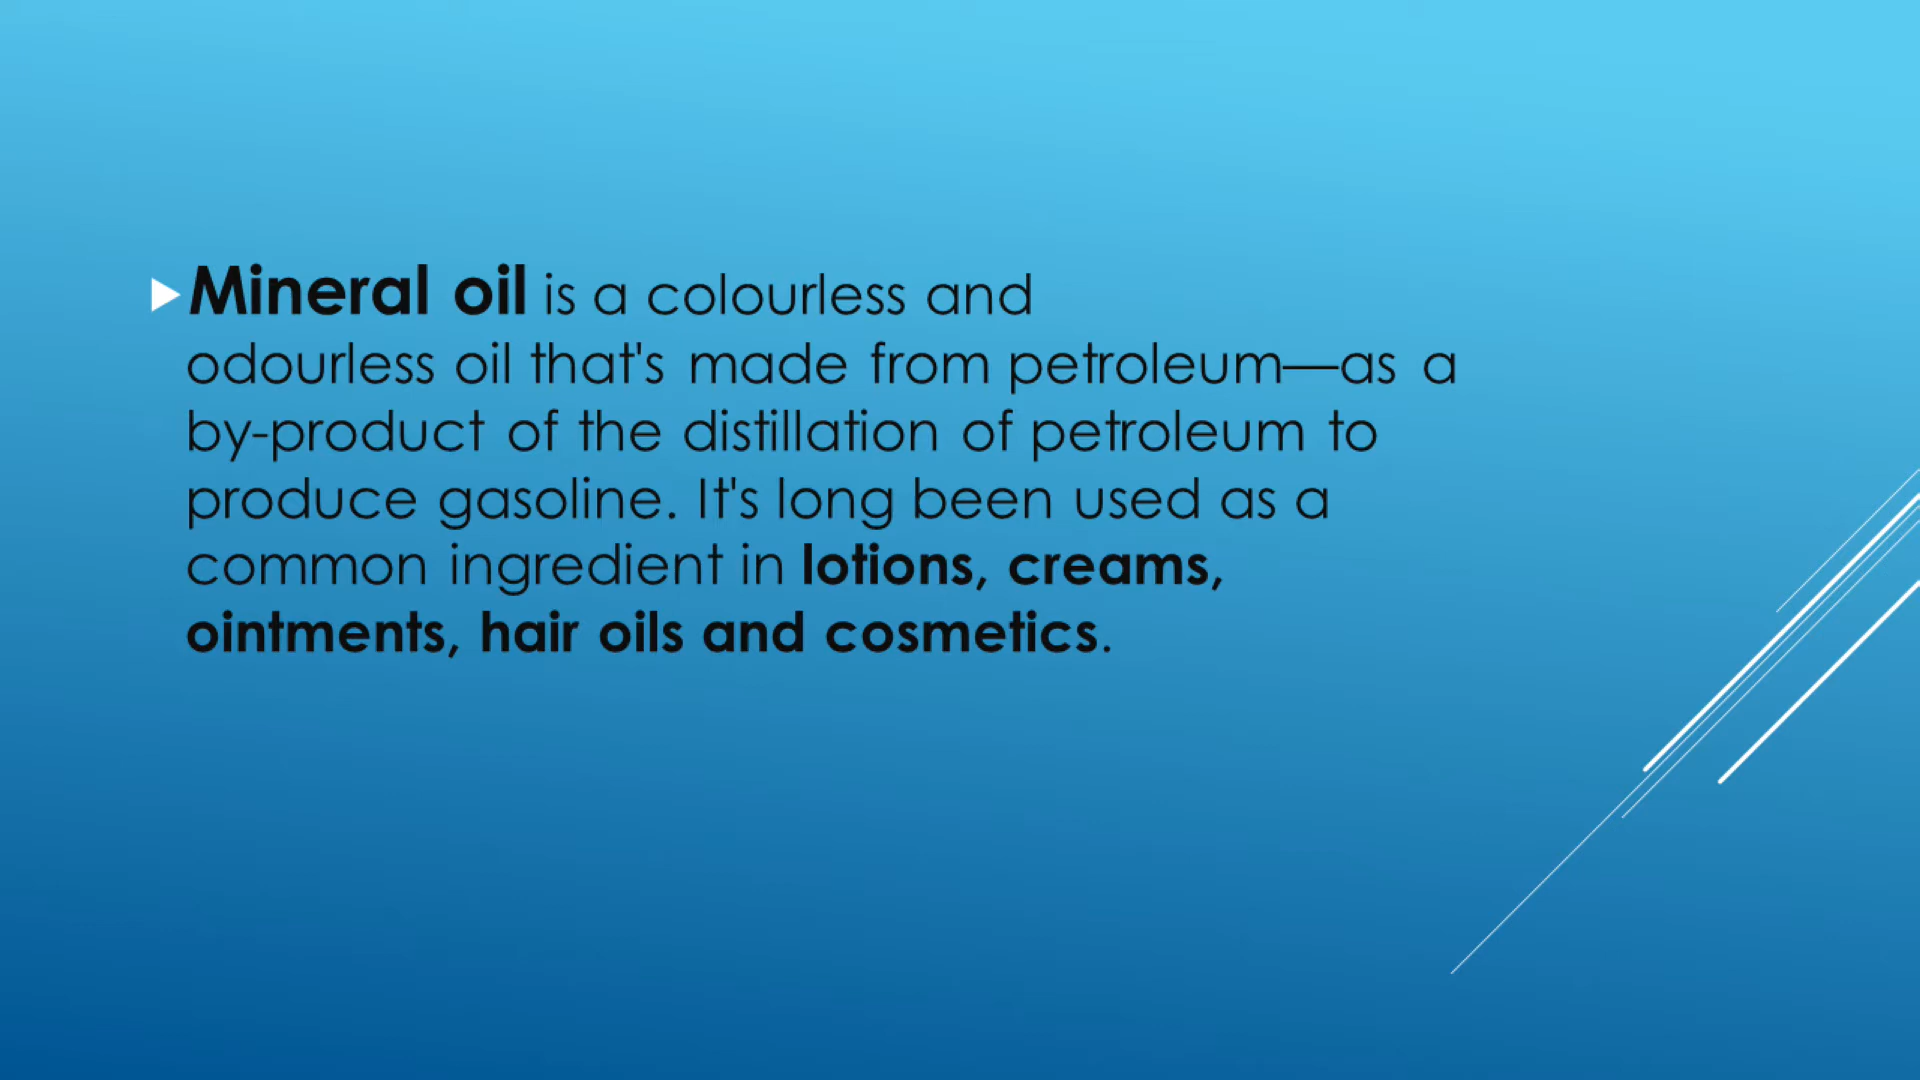 Mineral oil is a colourless and
odourless oil that's made from petroleum—as a
by-product of the distillation of petroleum to
produce gasoline. It's long been used as a
common ingredient in lotions, creams,
ointments, hair oils and cosmetics.